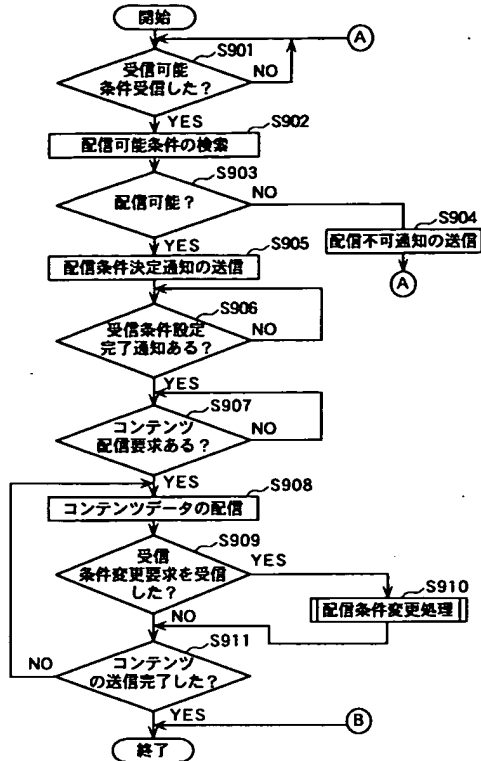 開始
A
S901
受信可能
条件受信した？
NO
YES
S902
配信可能条件の検索
S903
配信可能？
NO
S904
配信不可通知の送信
A
YES
S905
配信条件決定通知の送信
S906
受信条件設定
完了通知ある？
NO
YES
S907
コンテンツ
配信要求ある？
NO
YES
S908
コンテンツデータの配信
S909
受信
条件変更要求を受信
した？
YES
S910
配信条件変更処理
NO
S911
コンテンツ
の送信完了した？
NO
YES
B
終了